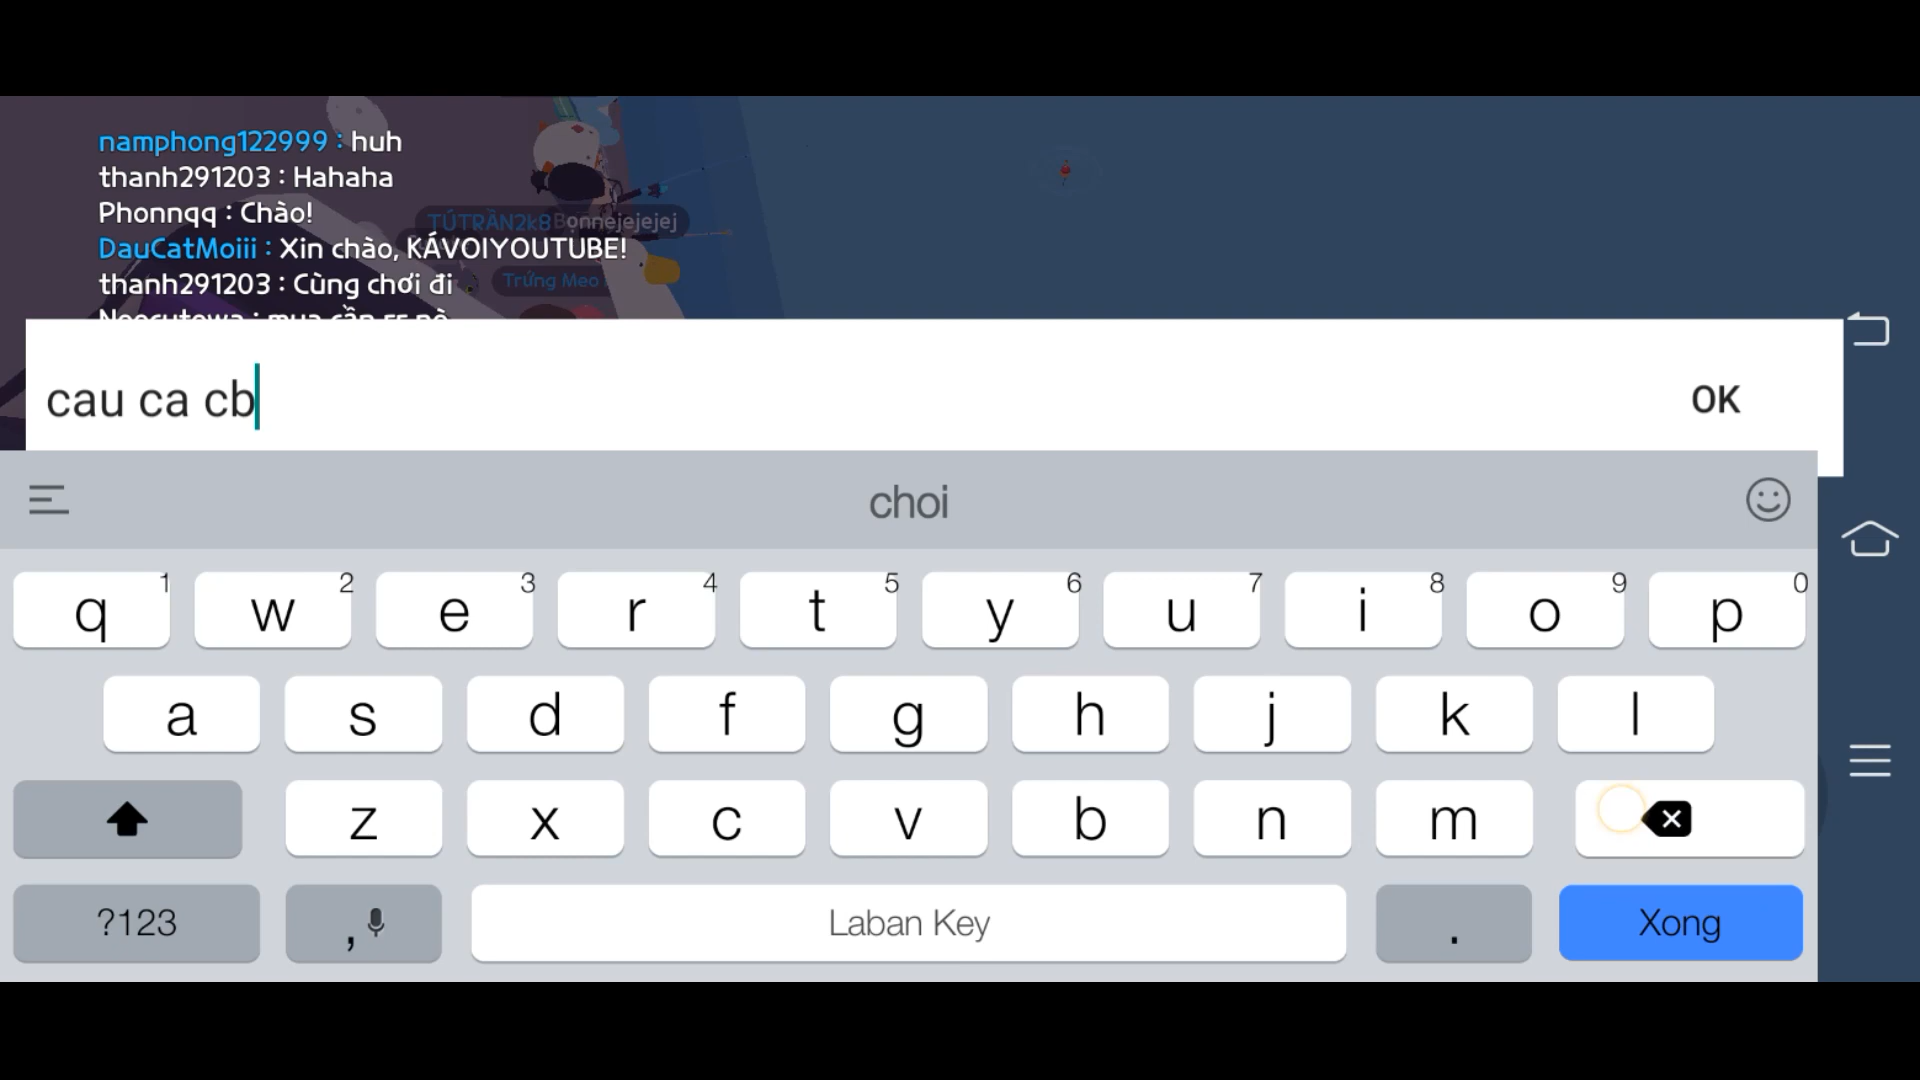 namphong122999 : huh
thanh291203 : Hahaha
Phonnqq : Chào!
TÚTRẦN2k8 Bọnnejejejej
DauCatMoiii : Xin chào, KÁVOIYOUTUBE!
thanh291203 : Cùng chơi đi
Trứng Meo
cau ca cb
OK
choi
q 1 w 2 e 3 r 4 t 5 y 6 u 7 i 8 o 9 p 0
a s d f g h j k l
z x c v b n m
?123 , Laban Key . Xong